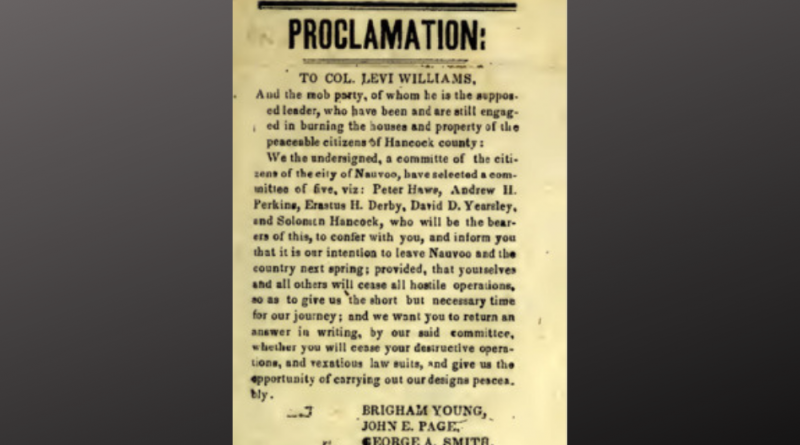 PROCLAMATION:
TO COL. LEVI WILLIAMS,
And the mob party, of whom he is the suppos-
ed leader, who have been and are still engag-
ed in burning the houses and property of the
peaceable citizens of Hancock county:
We the undersigned, a committe of the citi-
zens of the city of Nauvoo, have selected a com-
mittee of five, viz: Peter Haws, Andrew H.
Perkins, Erastus H. Derby, David D. Yearsley,
and Solomon Hancock, who will be the bear-
ers of this, to confer with you, and inform you
that it is our intention to leave Nauvoo and the
country next spring; provided, that yourselves
and all others will cease all hostile operations,
so as to give us the short but necessary time
for our journey; and we want you to return an
answer in writing, by our said committee,
whether you will cease your destructive opera-
tions, and vexatious law suits, and give us the
opportunity of carrying out our designs peacea-
bly.
BRIGHAM YOUNG,
JOHN E. PAGE,
GEORGE A. SMITH,